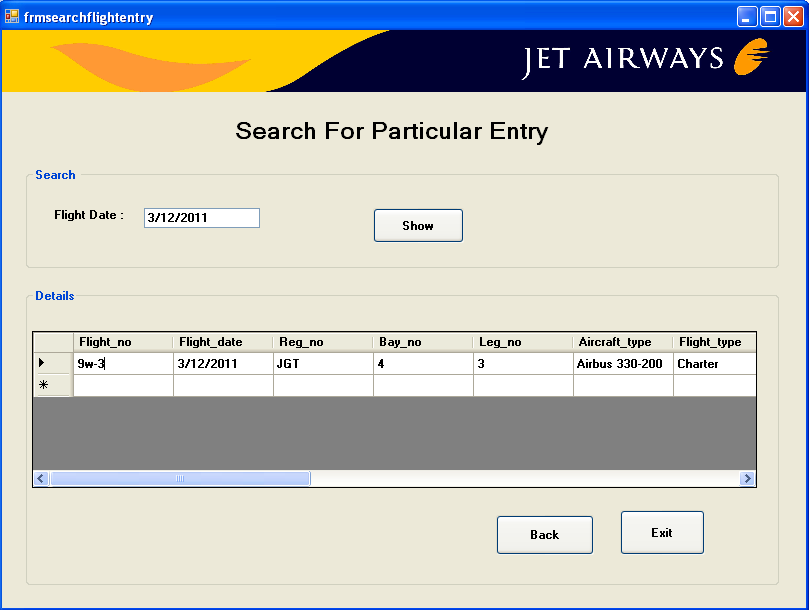 frmsearchflightentry
JET AIRWAYS
Search For Particular Entry
Search
Flight Date :
3/12/2011
Show
Details
Flight_no Flight_date Reg_no Bay_no Leg_no Aircraft_type Flight_type
9w-3 3/12/2011 JGT 4 3 Airbus 330-200 Charter
Back
Exit